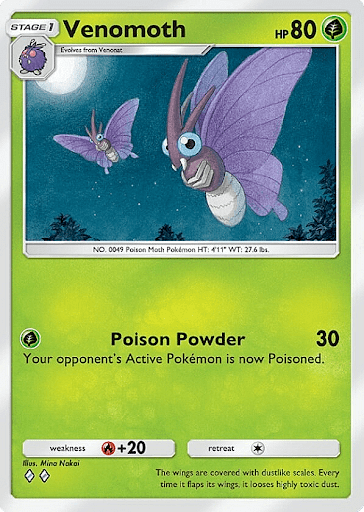 STAGE 1
Venomoth
HP 80
Evolves from Venonat
NO. 0049 Poison Moth Pokémon HT: 4'11" WT: 27.6 lbs.
Poison Powder 30
Your opponent's Active Pokémon is now Poisoned.
weakness +20 retreat
Illus. Mina Nakai
The wings are covered with dustlike scales. Every
time it flaps its wings, it looses highly toxic dust.